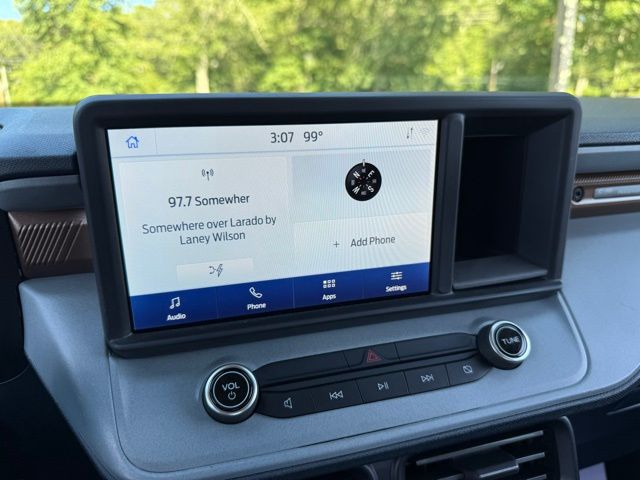 3:07 99°
97.7 Somewher
Somewhere over Larado by
Laney Wilson
N E S W
+ Add Phone
Audio
Phone
Apps
Settings
VOL
TUNE